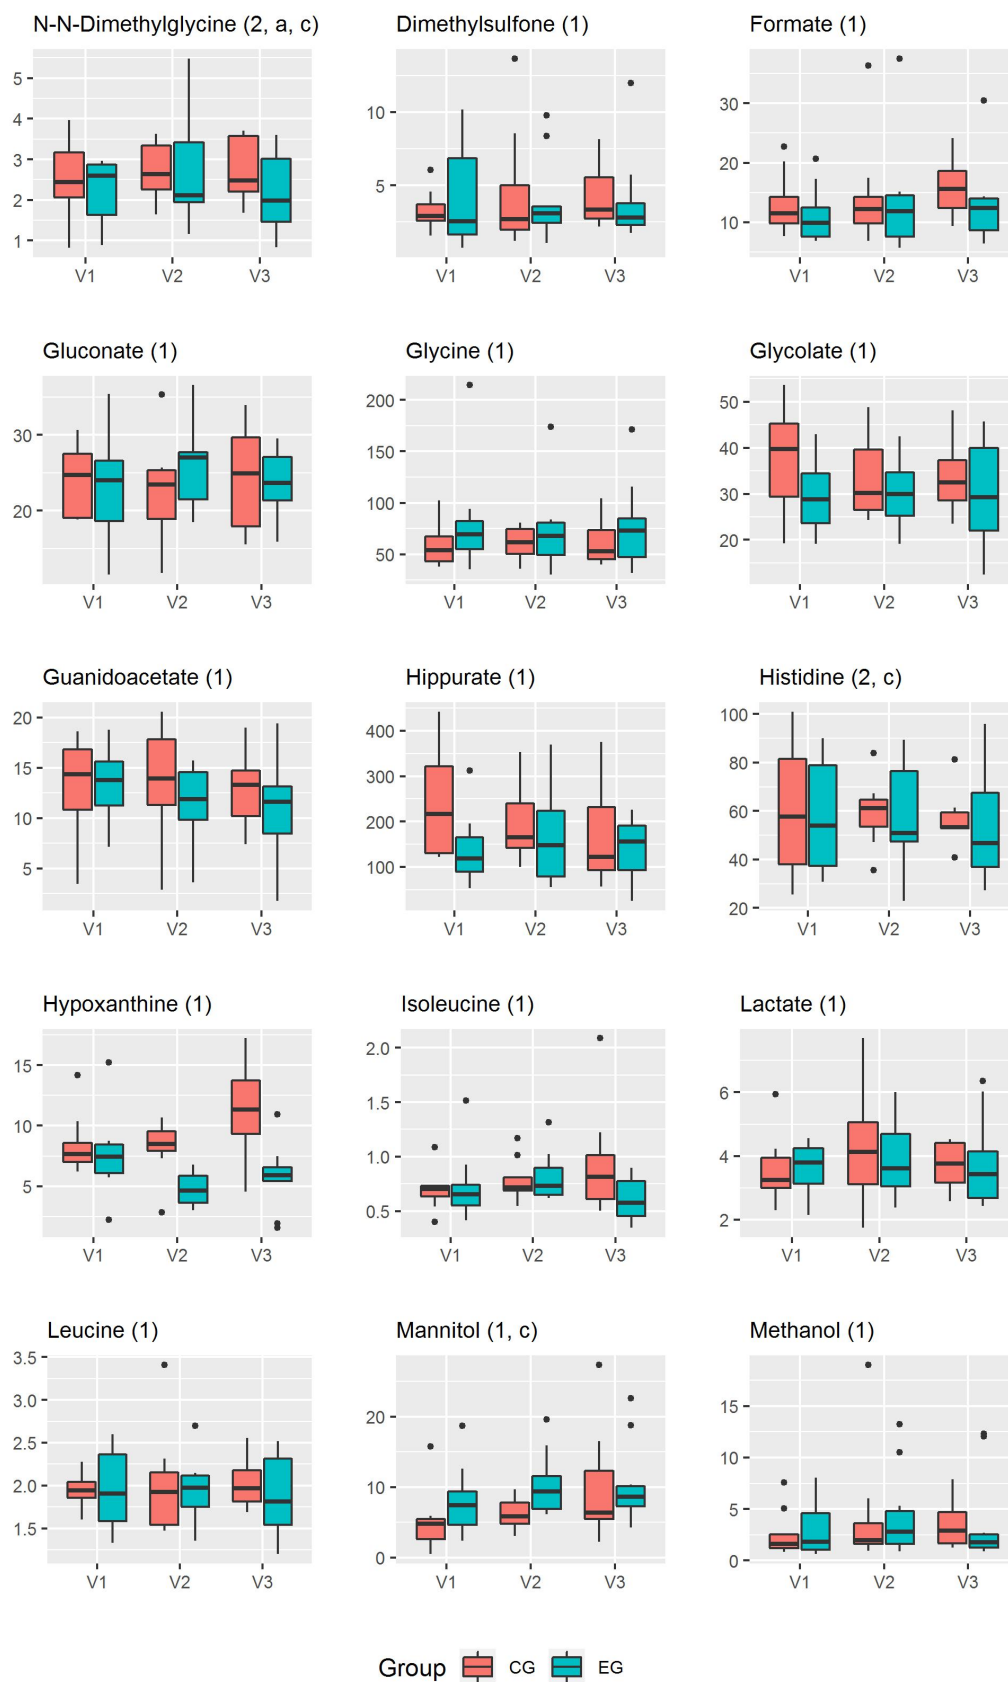 N-N-Dimethylglycine (2, a, c)
Dimethylsulfone (1)
Formate (1)
5
4
3
2
1
V1 V2 V3
10
5
V1 V2 V3
30
20
10
V1 V2 V3
Gluconate (1)
Glycine (1)
Glycolate (1)
30
20
V1 V2 V3
200
150
100
50
V1 V2 V3
50
40
30
20
V1 V2 V3
Guanidoacetate (1)
Hippurate (1)
Histidine (2, c)
20
15
10
5
V1 V2 V3
400
300
200
100
V1 V2 V3
100
80
60
40
20
V1 V2 V3
Hypoxanthine (1)
Isoleucine (1)
Lactate (1)
15
10
5
V1 V2 V3
2.0
1.5
1.0
0.5
V1 V2 V3
6
4
2
V1 V2 V3
Leucine (1)
Mannitol (1, c)
Methanol (1)
3.5
3.0
2.5
2.0
1.5
V1 V2 V3
20
10
0
V1 V2 V3
15
10
5
0
V1 V2 V3
Group CG EG